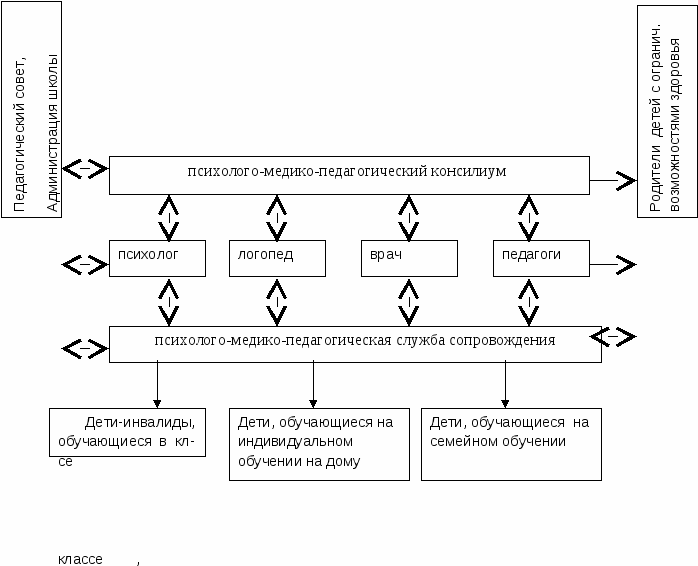 Педагогический совет,
Администрация школы
Родители детей с огранич.
возможностями здоровья
психолого-медико-педагогический консилиум
психолог
логопед
врач
педагоги
психолого-медико-педагогическая служба сопровождения
Дети-инвалиды,
обучающиеся в кл-
се
Дети, обучающиеся на
индивидуальном
обучении на дому
Дети, обучающиеся на
семейном обучении
классе ,